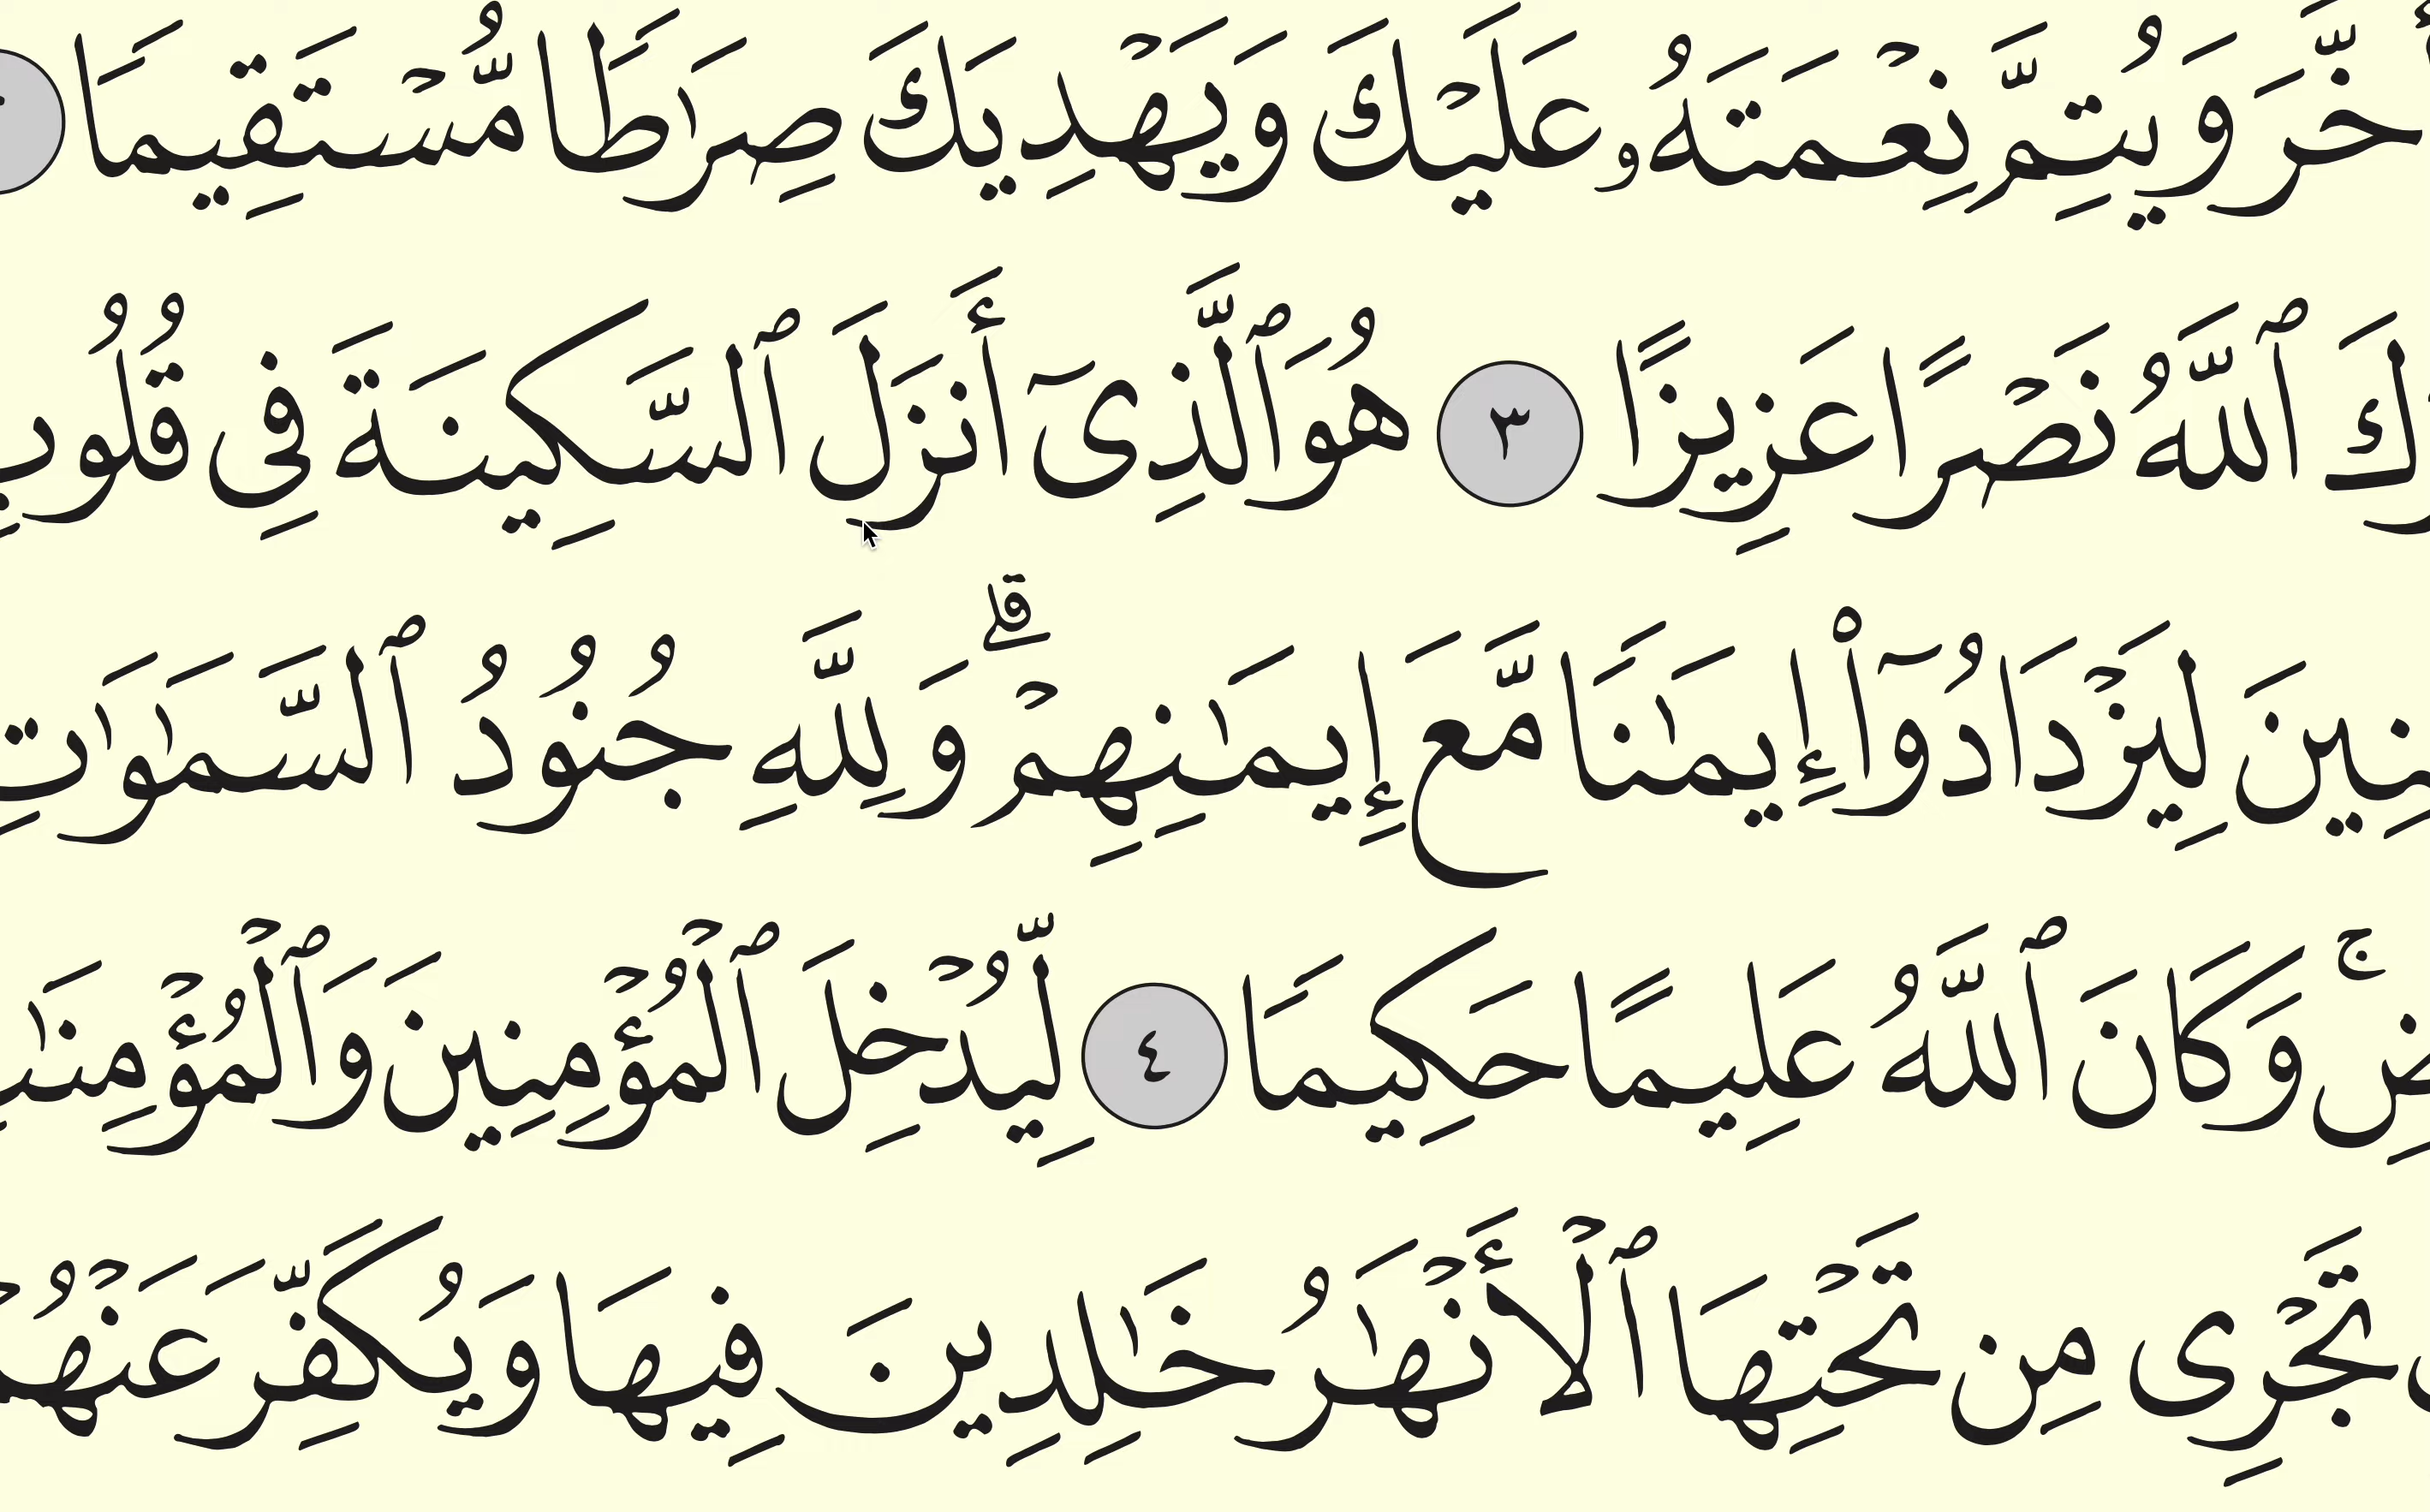 خَّرَ وَيُتِمَّ نِعْمَتَهُۥ عَلَيْكَ وَيَهْدِيَكَ صِرَٰطًا مُّسْتَقِيمًا
كَ ٱللَّهُ نَصْرًا عَزِيزًا ٣ هُوَ ٱلَّذِىٓ أَنزَلَ ٱلسَّكِينَةَ فِى قُلُوبِ
نِينَ لِيَزْدَادُوٓا۟ إِيمَٰنًا مَّعَ إِيمَٰنِهِمْ ۗ وَلِلَّهِ جُنُودُ ٱلسَّمَٰوَٰتِ
ضِ ۚ وَكَانَ ٱللَّهُ عَلِيمًا حَكِيمًا ٤ لِّيُدْخِلَ ٱلْمُؤْمِنِينَ وَٱلْمُؤْمِنَٰ
تَجْرِى مِن تَحْتِهَا ٱلْأَنْهَٰرُ خَٰلِدِينَ فِيهَا وَيُكَفِّرَ عَنْهُ